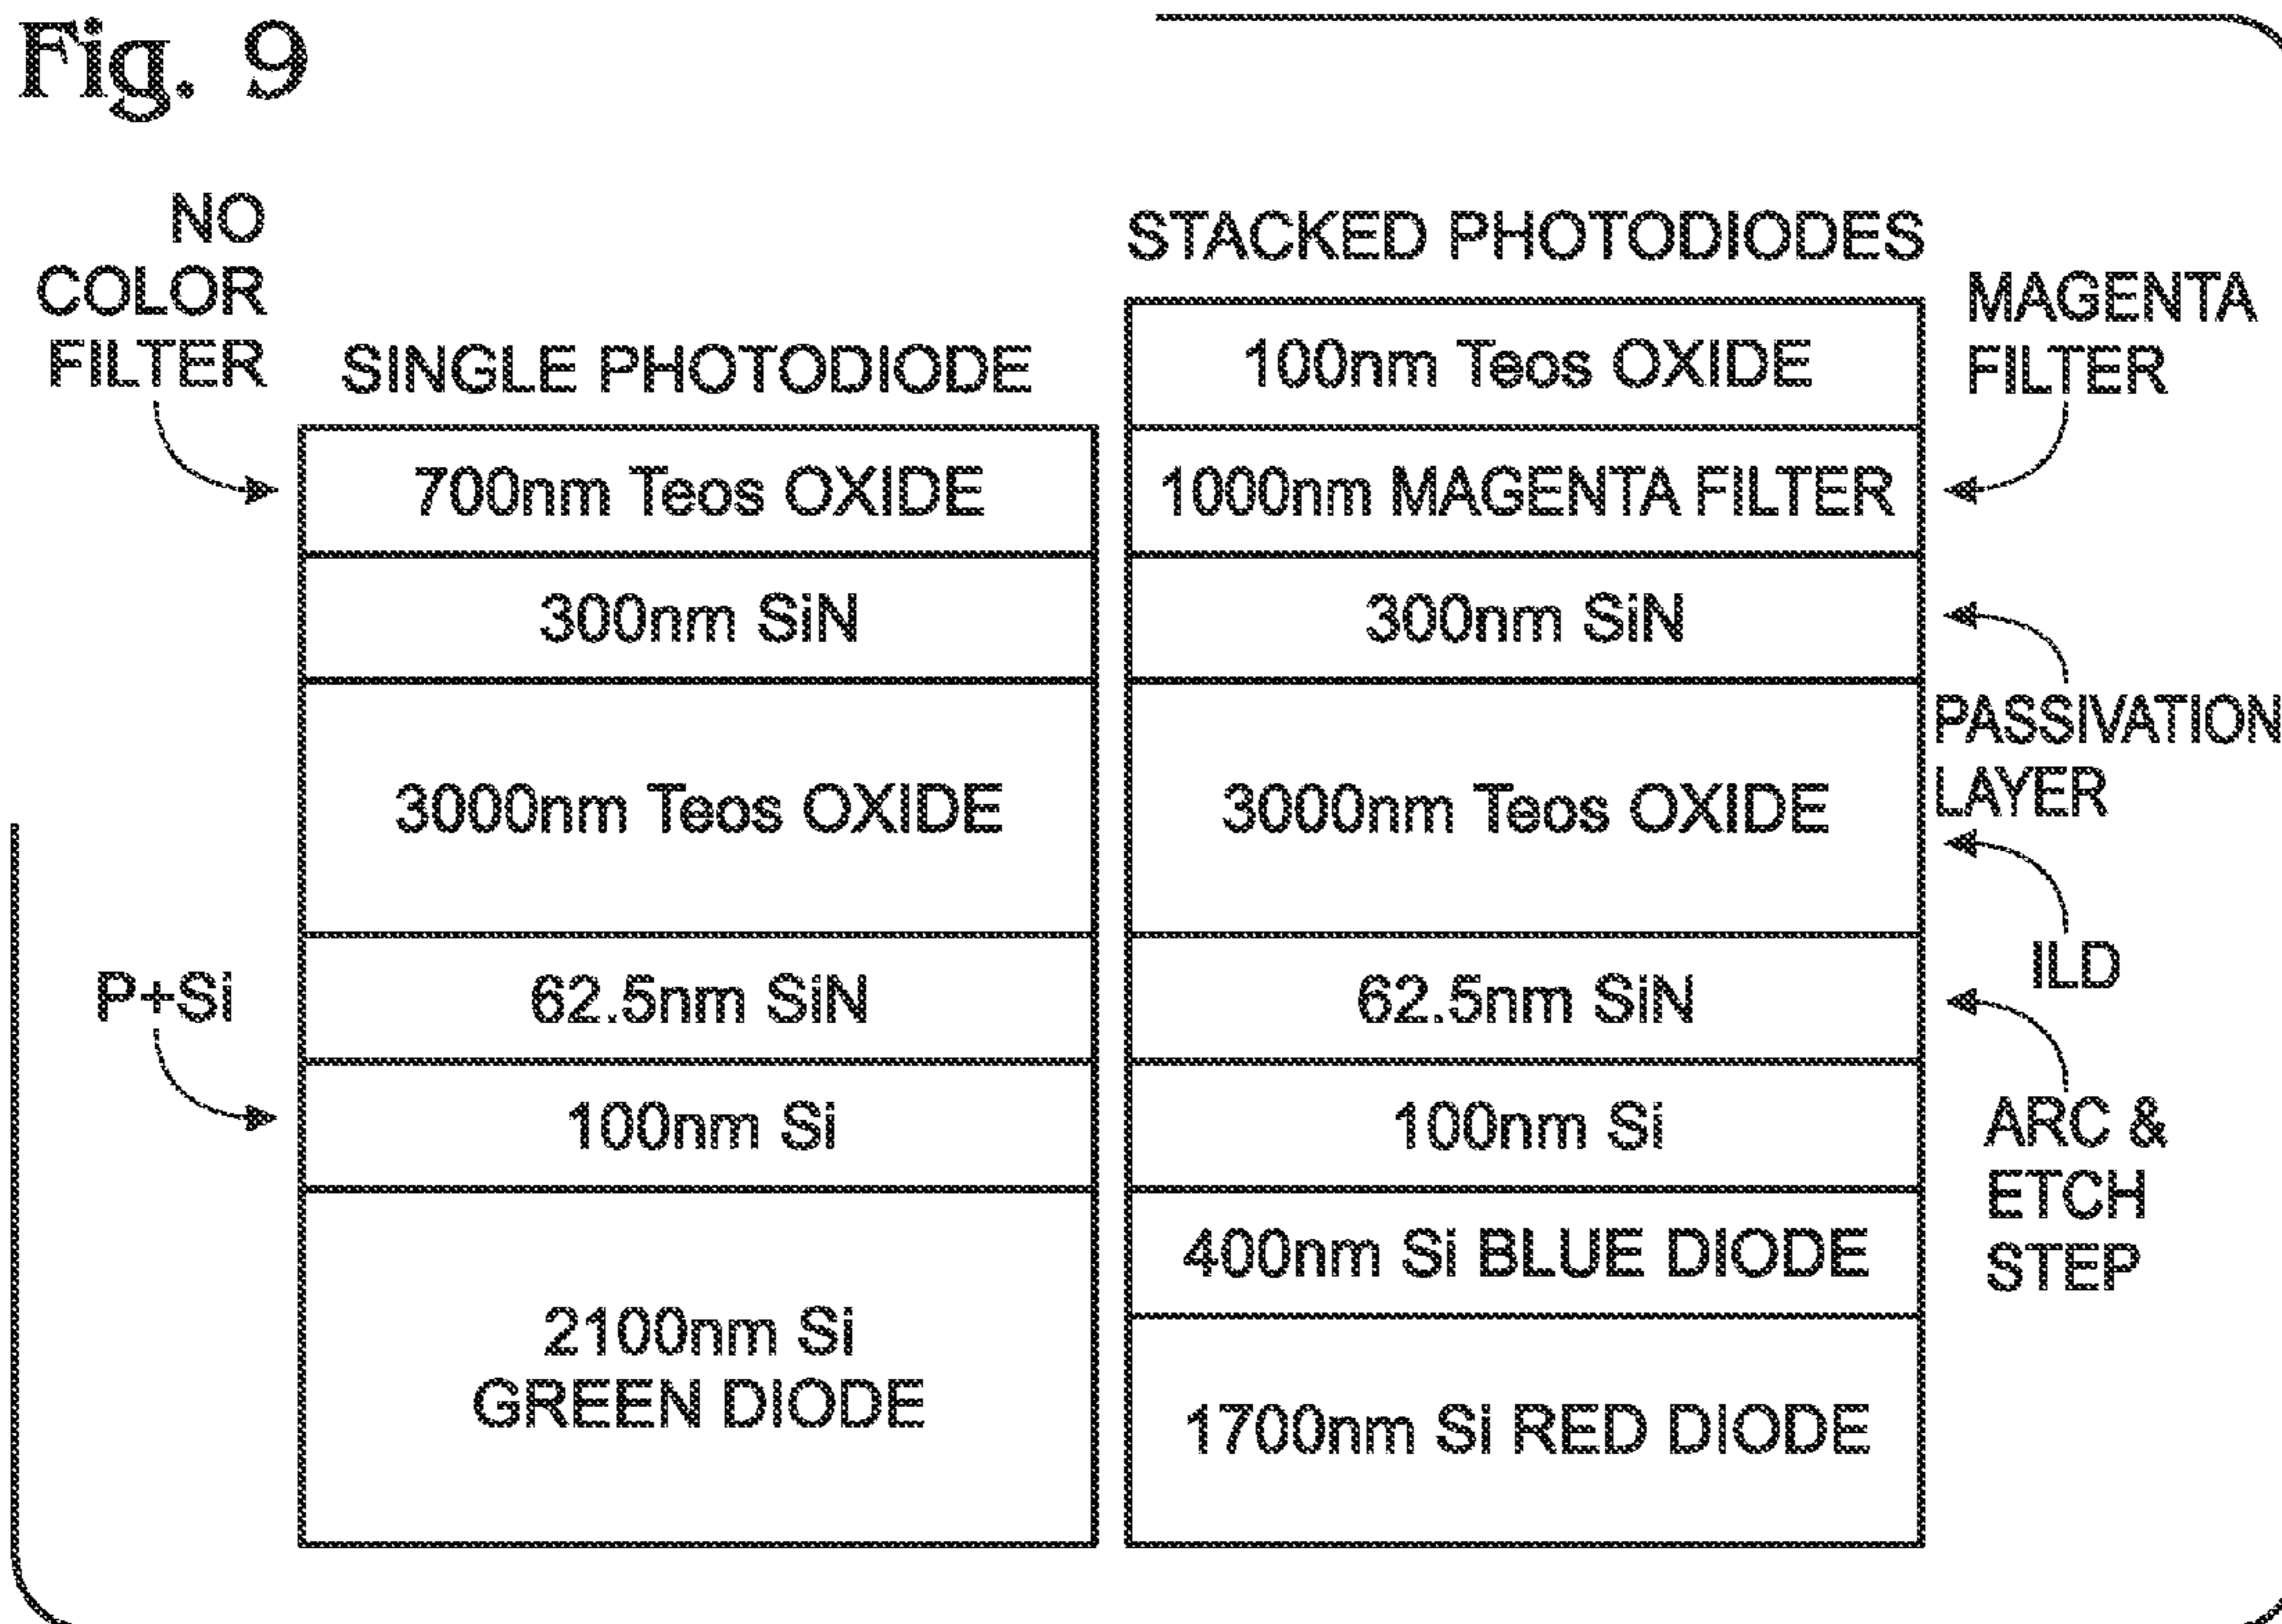 Fig. 9
NO
COLOR
FILTER
SINGLE PHOTODIODE
700nm Teos OXIDE
300nm SiN
3000nm Teos OXIDE
62.5nm SiN
100nm Si
2100nm Si
GREEN DIODE
P+Si
STACKED PHOTODIODES
100nm Teos OXIDE
1000nm MAGENTA FILTER
300nm SiN
3000nm Teos OXIDE
62.5nm SiN
100nm Si
400nm Si BLUE DIODE
1700nm Si RED DIODE
MAGENTA
FILTER
PASSIVATION
LAYER
ILD
ARC &
ETCH
STEP